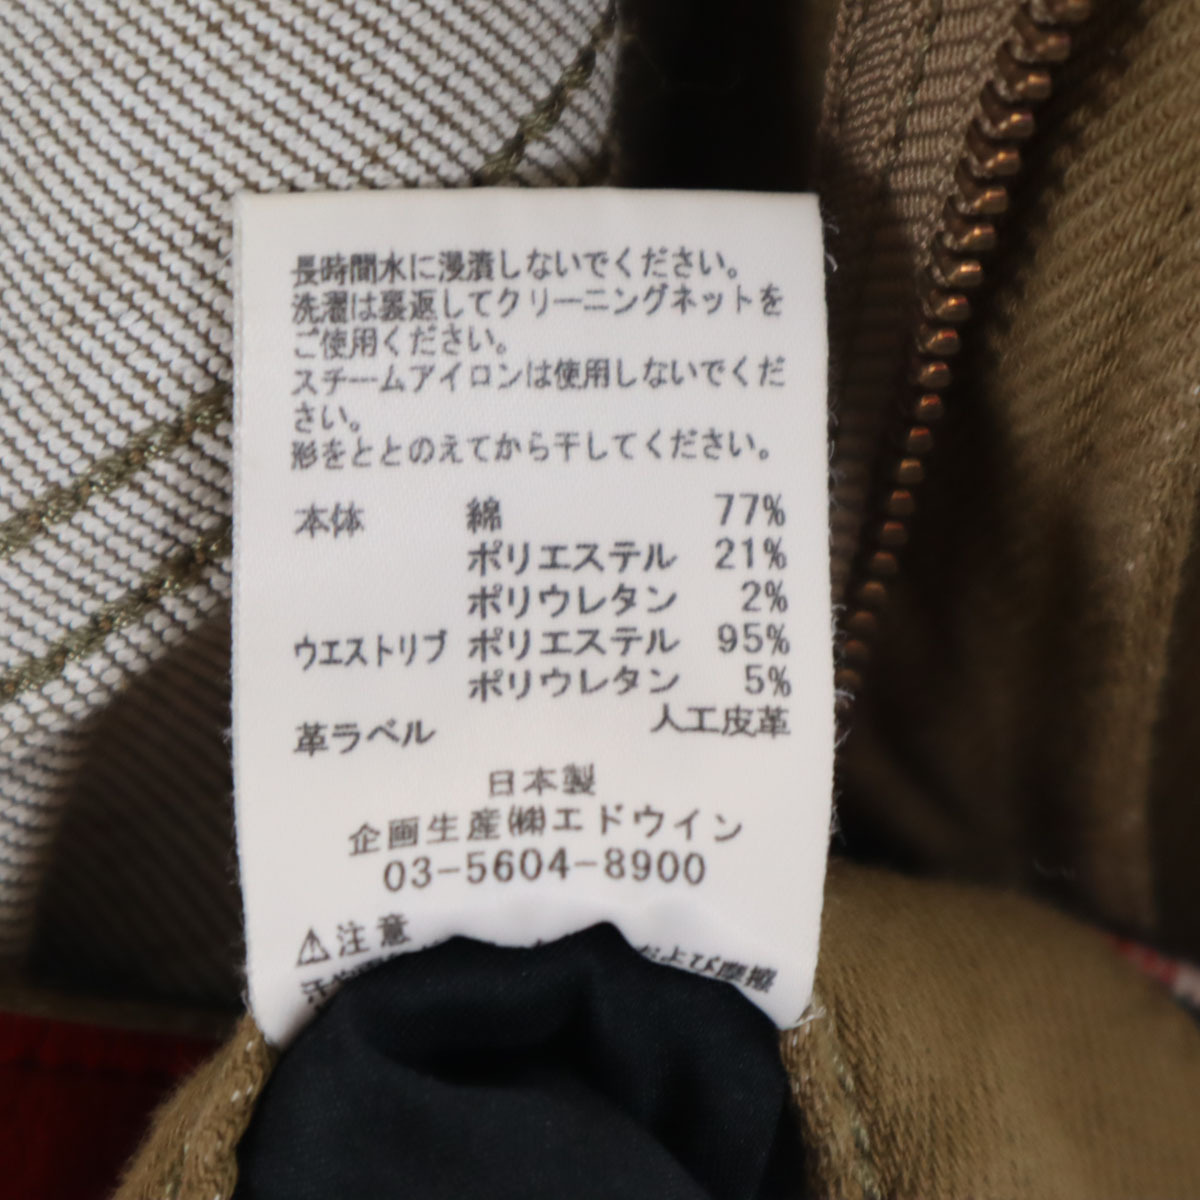 長時間水に浸漬しないでください。
洗濯は裏返してクリーニングネットを
ご使用ください。
スチームアイロンは使用しないでくだ
さい。
形をととのえてから干してください。
本体 綿 77%
ポリエステル 21%
ポリウレタン 2%
ウエストリブ ポリエステル 95%
ポリウレタン 5%
革ラベル 人工皮革
日本製
企画生産㈱エドウイン
03-5604-8900
⚠注意
および摩擦